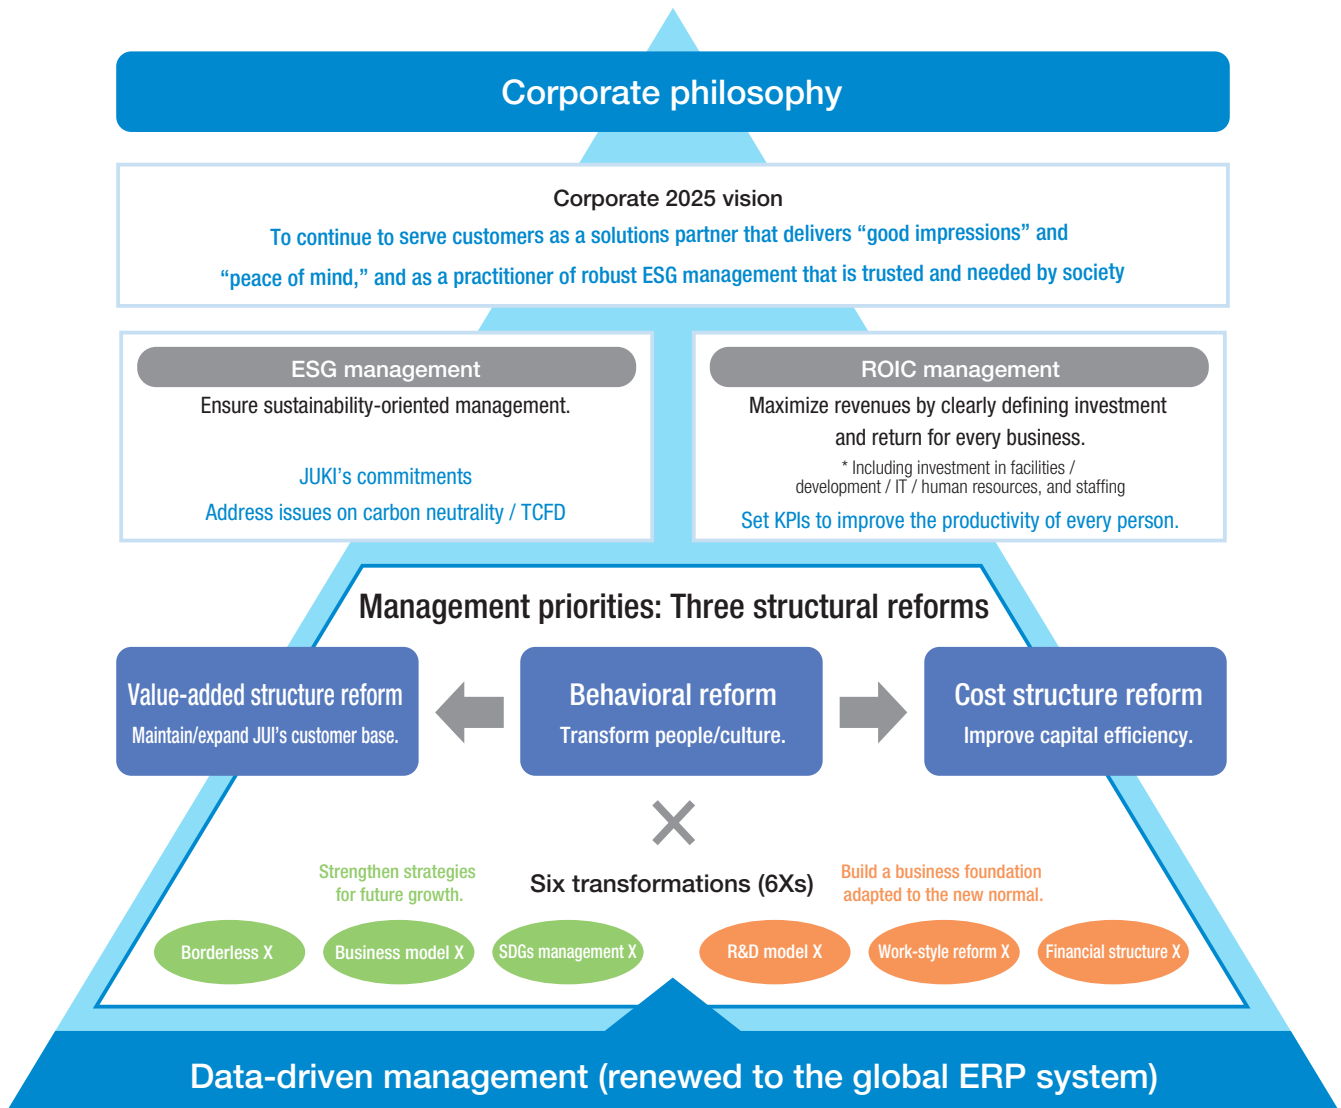 Corporate philosophy
Corporate 2025 vision
To continue to serve customers as a solutions partner that delivers “good impressions” and
“peace of mind,” and as a practitioner of robust ESG management that is trusted and needed by society
ESG management
Ensure sustainability-oriented management.
JUKI’s commitments
Address issues on carbon neutrality / TCFD
ROIC management
Maximize revenues by clearly defining investment
and return for every business.
* Including investment in facilities /
development / IT / human resources, and staffing
Set KPIs to improve the productivity of every person.
Management priorities: Three structural reforms
Value-added structure reform
Maintain/expand JUI’s customer base.
Behavioral reform
Transform people/culture.
Cost structure reform
Improve capital efficiency.
Strengthen strategies
for future growth.
Six transformations (6Xs)
Build a business foundation
adapted to the new normal.
Borderless X
Business model X
SDGs management X
R&D model X
Work-style reform X
Financial structure X
Data-driven management (renewed to the global ERP system)